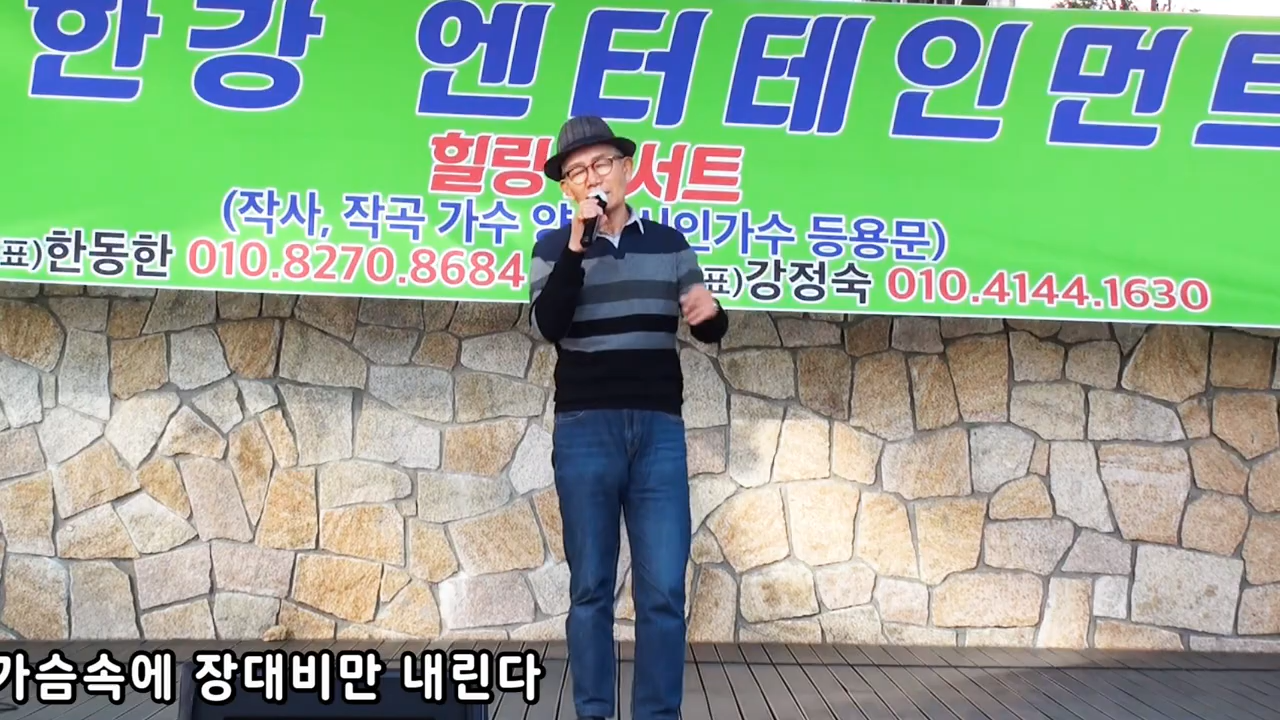 한강 엔터테인먼트
힐링 서트
(작사, 작곡 가수 양 신인가수 등용문)
표)한동한 010.8270.8684 표)강정숙 010.4144.1630
가슴속에 장대비만 내린다